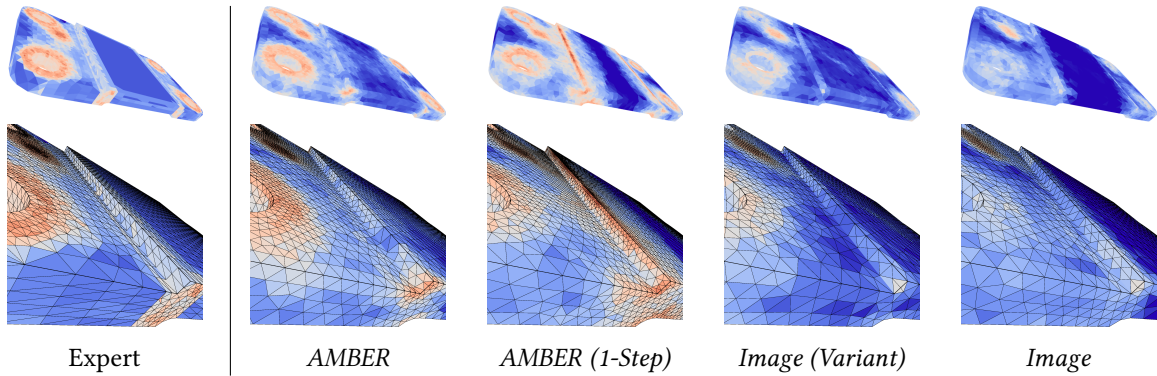 Expert
AMBER
AMBER (1-Step)
Image (Variant)
Image